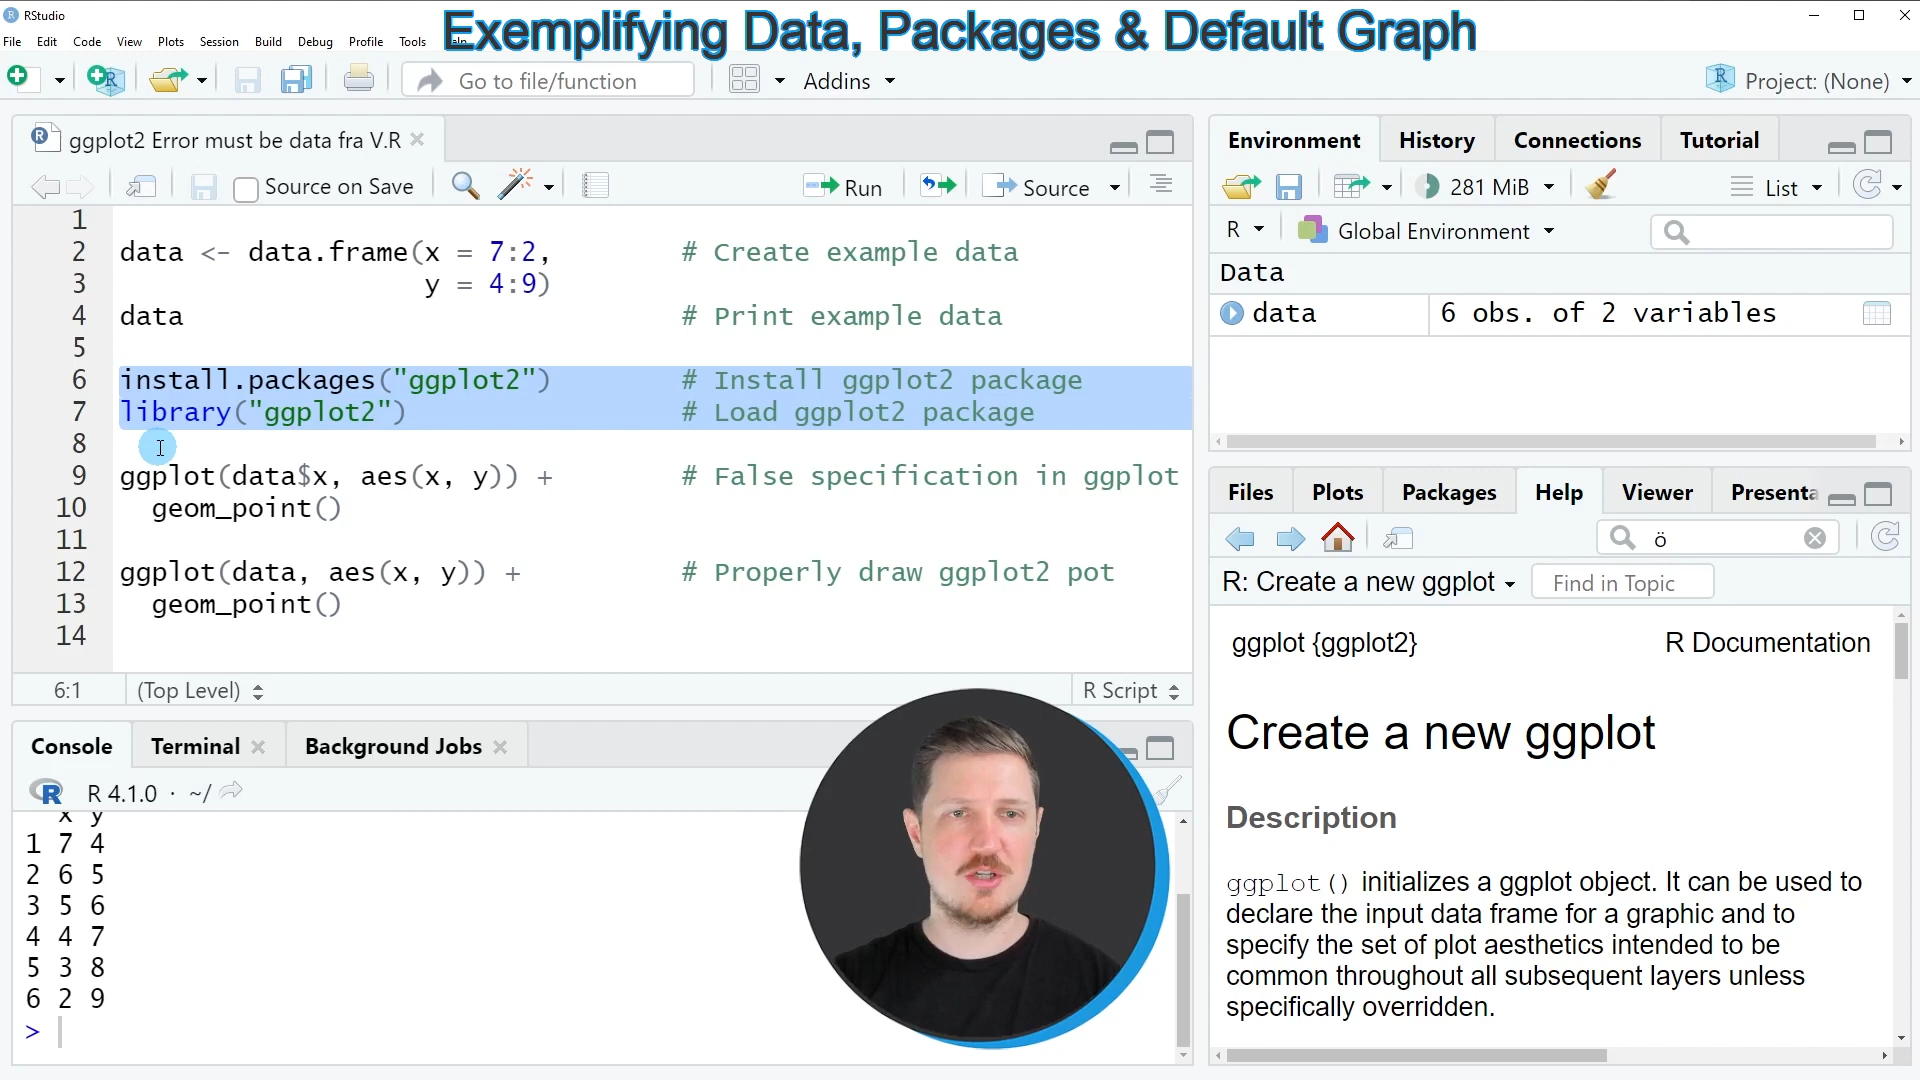 RStudio
Exemplifying Data, Packages & Default Graph
File Edit Code View Plots Session Build Debug Profile Tools
Go to file/function
Addins
Project: (None)
ggplot2 Error must be data fra V.R
Source on Save
Run
Source
1
2 data <- data.frame(x = 7:2, # Create example data
3 y = 4:9)
4 data # Print example data
5
6 install.packages("ggplot2") # Install ggplot2 package
7 library("ggplot2") # Load ggplot2 package
8
9 ggplot(data$x, aes(x, y)) + # False specification in ggplot
10 geom_point()
11
12 ggplot(data, aes(x, y)) + # Properly draw ggplot2 pot
13 geom_point()
14
6:1 (Top Level) R Script
Console Terminal Background Jobs
R 4.1.0 · ~/
x y
1 7 4
2 6 5
3 5 6
4 4 7
5 3 8
6 2 9
>
Environment History Connections Tutorial
281 MiB List
R Global Environment
Data
data 6 obs. of 2 variables
Files Plots Packages Help Viewer Presenta
ö
R: Create a new ggplot Find in Topic
ggplot {ggplot2} R Documentation
Create a new ggplot
Description
ggplot() initializes a ggplot object. It can be used to
declare the input data frame for a graphic and to
specify the set of plot aesthetics intended to be
common throughout all subsequent layers unless
specifically overridden.